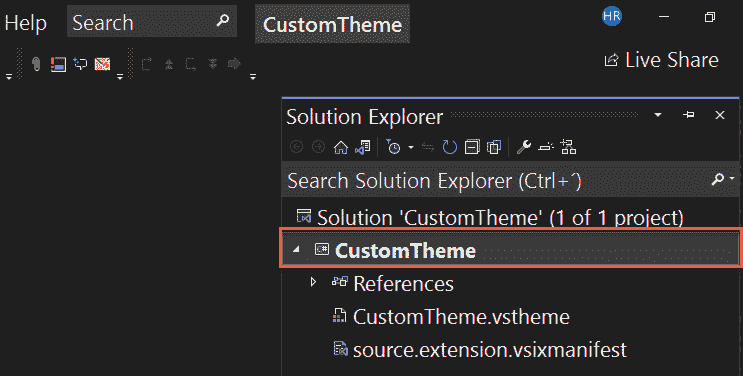 Help Search CustomTheme HR
Live Share
Solution Explorer
Search Solution Explorer (Ctrl+´)
Solution 'CustomTheme' (1 of 1 project)
C# CustomTheme
References
CustomTheme.vstheme
source.extension.vsixmanifest